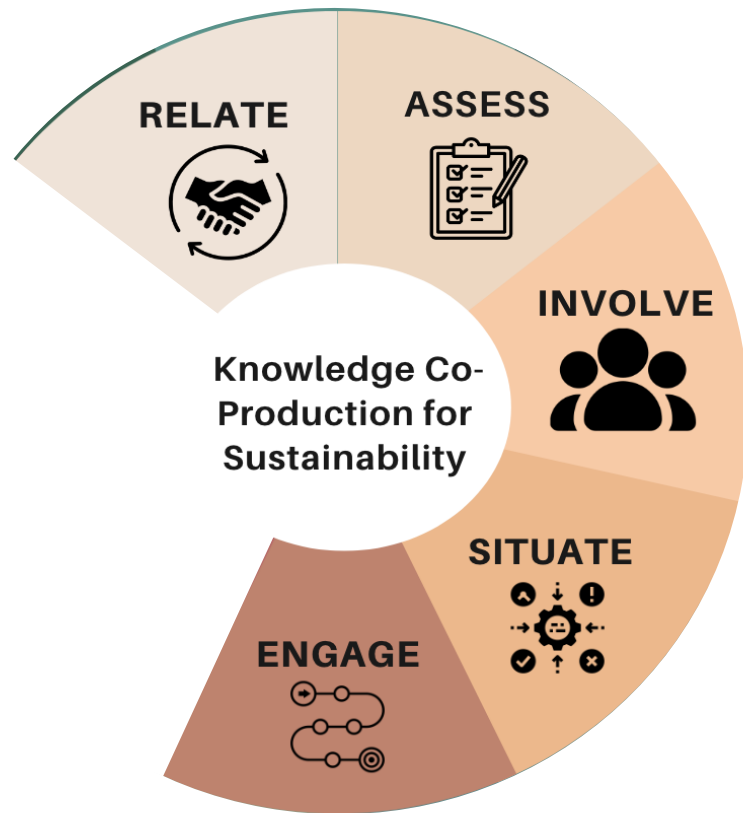 RELATE
ASSESS
INVOLVE
Knowledge Co-
Production for
Sustainability
SITUATE
ENGAGE